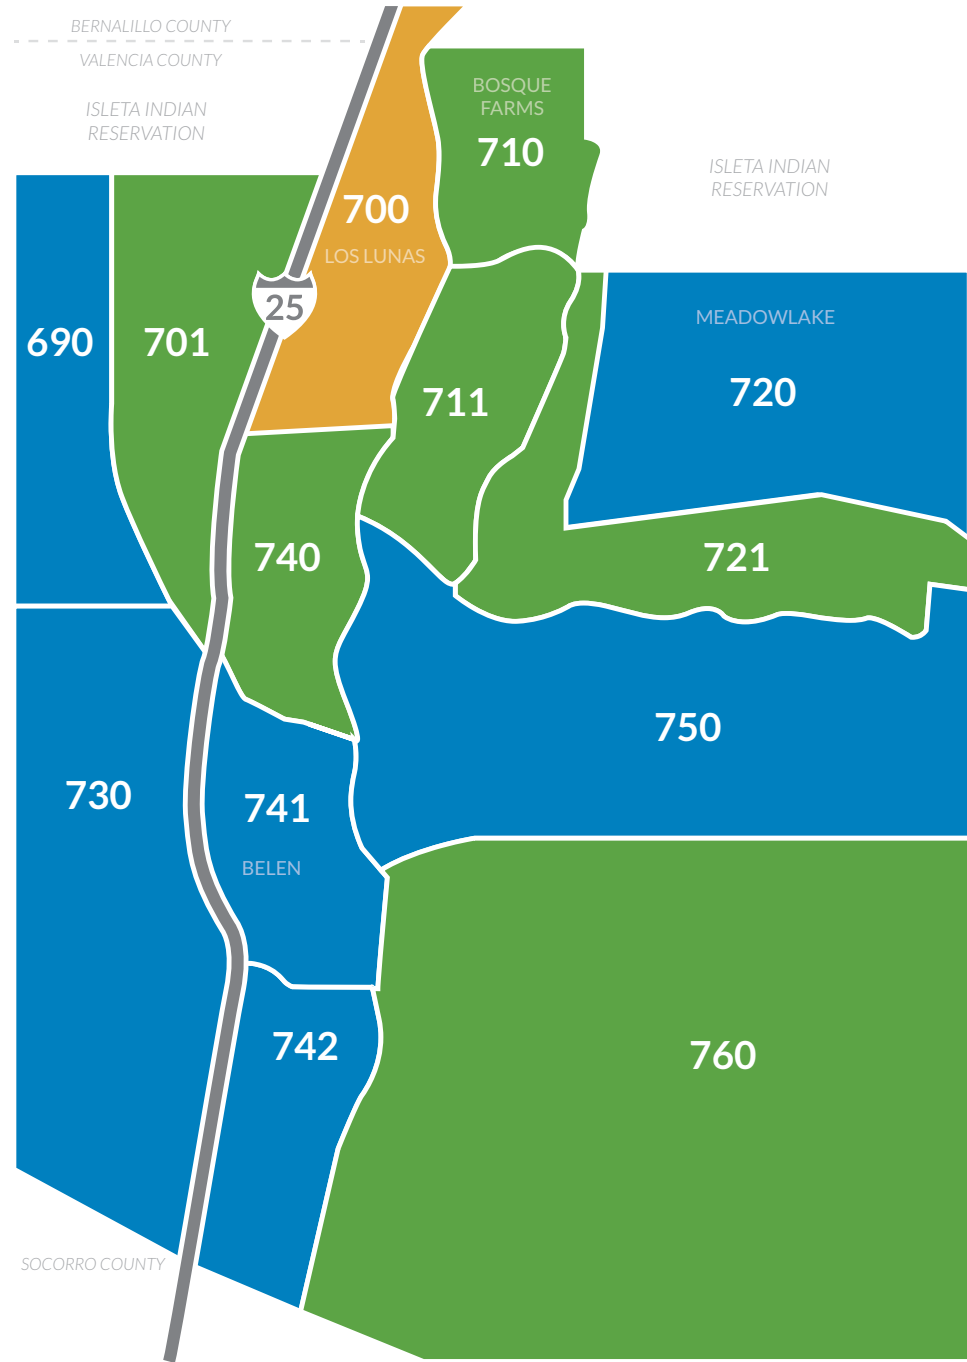 BERNALILLO COUNTY
VALENCIA COUNTY
ISLETA INDIAN
RESERVATION
BOSQUE
FARMS
710
ISLETA INDIAN
RESERVATION
700
LOS LUNAS
25
MEADOWLAKE
690
701
720
711
740
721
750
730
741
BELEN
742
760
SOCORRO COUNTY